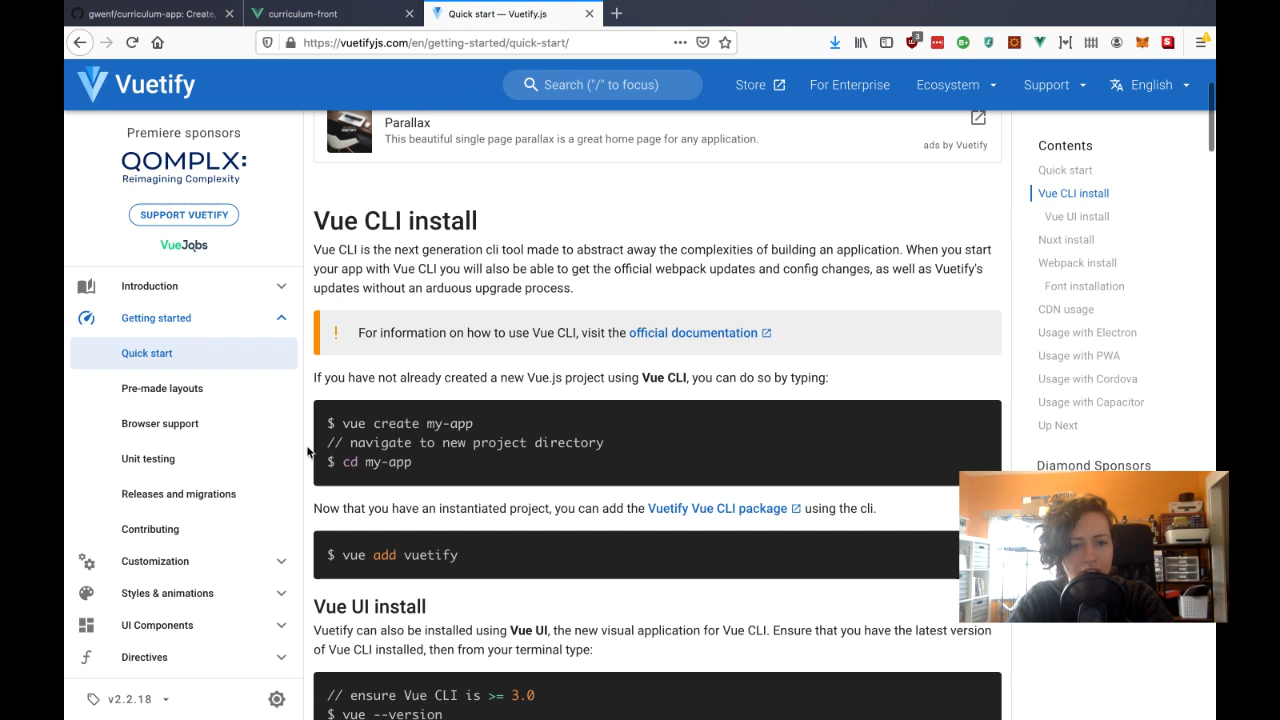 gwenf/curriculum-app: Create,
curriculum-front
Quick start — Vuetify.js
https://vuetifyjs.com/en/getting-started/quick-start/
3
Vuetify
Search ("/" to focus)
Store
For Enterprise
Ecosystem
Support
English
Premiere sponsors
QOMPLX:
Reimagining Complexity
SUPPORT VUETIFY
VueJobs
Introduction
Getting started
Quick start
Pre-made layouts
Browser support
Unit testing
Releases and migrations
Contributing
Customization
Styles & animations
UI Components
Directives
v2.2.18
Parallax
This beautiful single page parallax is a great home page for any application.
ads by Vuetify
Vue CLI install
Vue CLI is the next generation cli tool made to abstract away the complexities of building an application. When you start
your app with Vue CLI you will also be able to get the official webpack updates and config changes, as well as Vuetify's
updates without an arduous upgrade process.
! For information on how to use Vue CLI, visit the official documentation
If you have not already created a new Vue.js project using Vue CLI, you can do so by typing:
$ vue create my-app
// navigate to new project directory
$ cd my-app
Now that you have an instantiated project, you can add the Vuetify Vue CLI package using the cli.
$ vue add vuetify
Vue UI install
Vuetify can also be installed using Vue UI, the new visual application for Vue CLI. Ensure that you have the latest version
of Vue CLI installed, then from your terminal type:
// ensure Vue CLI is >= 3.0
$ vue --version
Contents
Quick start
Vue CLI install
Vue UI install
Nuxt install
Webpack install
Font installation
CDN usage
Usage with Electron
Usage with PWA
Usage with Cordova
Usage with Capacitor
Up Next
Diamond Sponsors